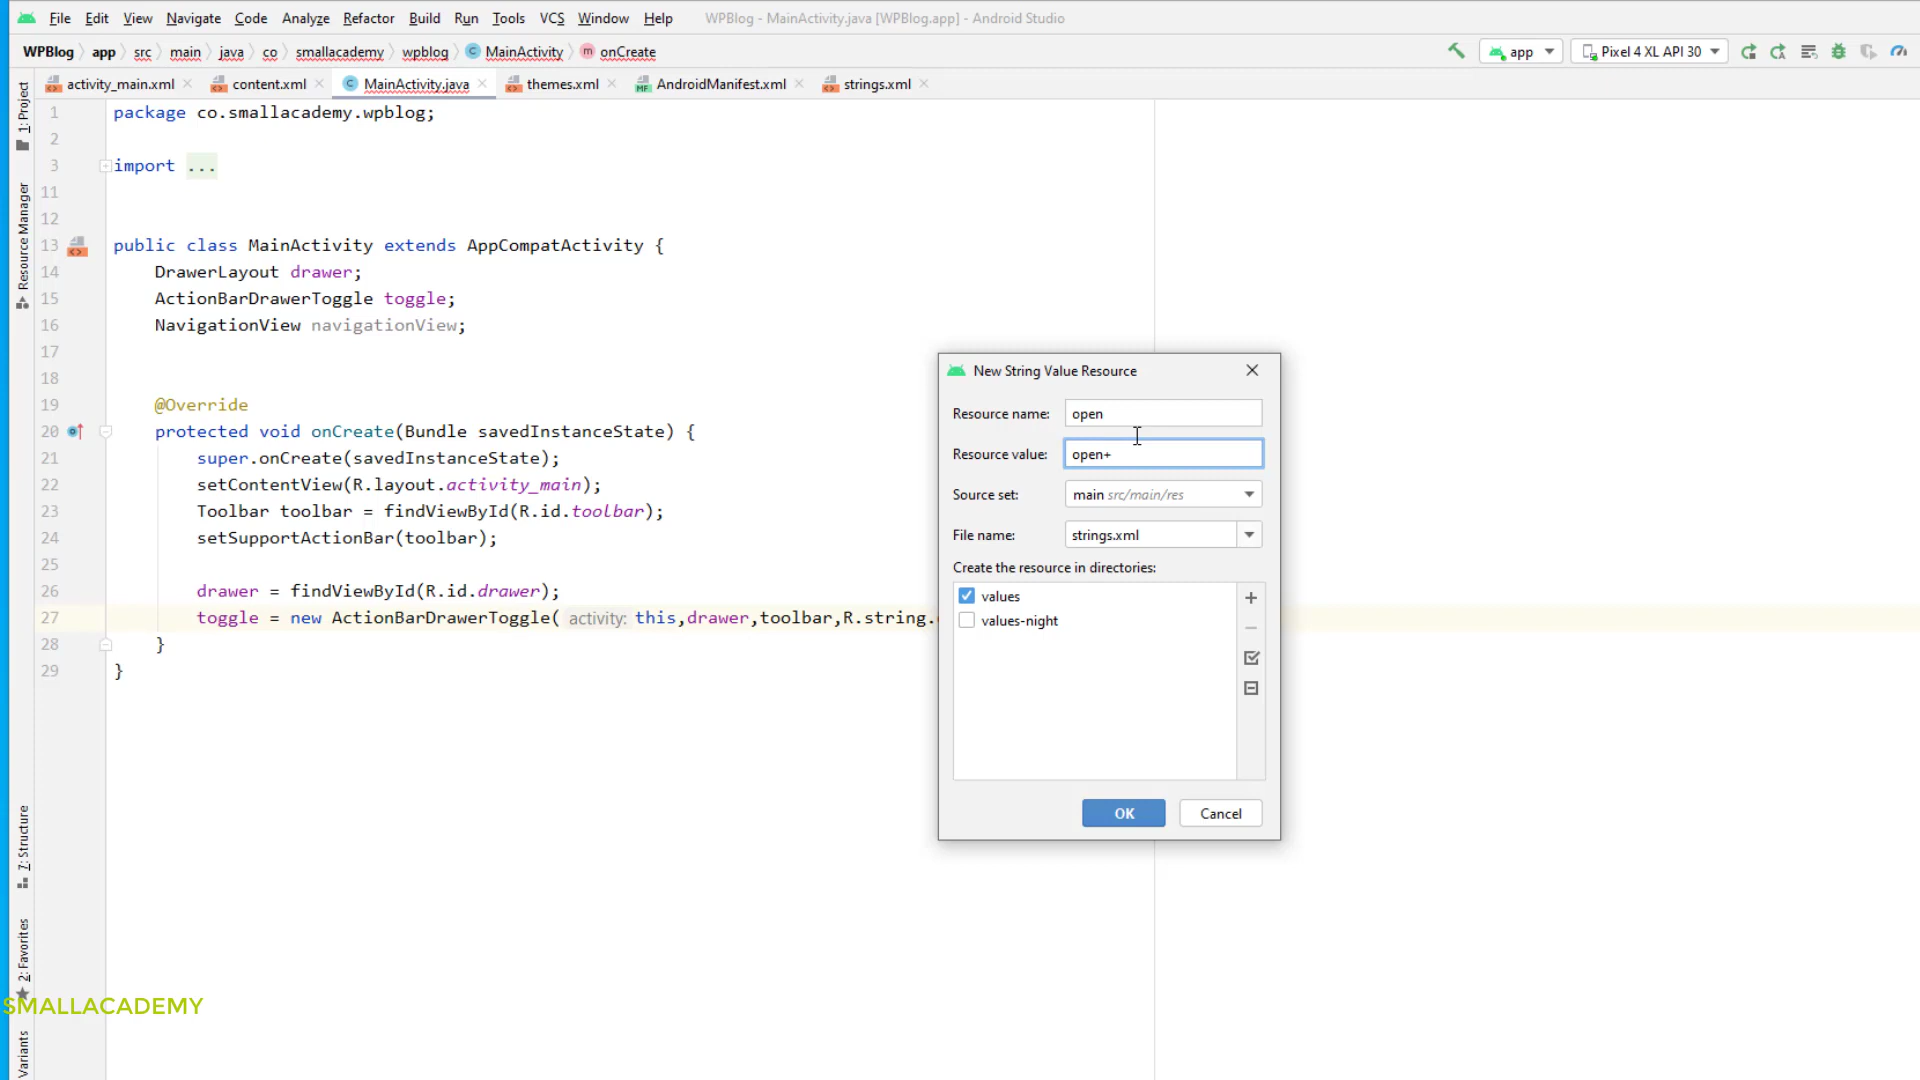 File Edit View Navigate Code Analyze Refactor Build Run Tools VCS Window Help WPBlog - MainActivity.java [WPBlog.app] - Android Studio
WPBlog app src main java co smallacademy wpblog C MainActivity m onCreate app Pixel 4 XL API 30
activity_main.xml content.xml C MainActivity.java themes.xml MF AndroidManifest.xml strings.xml
1: Project
Resource Manager
7: Structure
2: Favorites
Variants
1 package co.smallacademy.wpblog;
2
3 import ...
11
12
13 public class MainActivity extends AppCompatActivity {
14 DrawerLayout drawer;
15 ActionBarDrawerToggle toggle;
16 NavigationView navigationView;
17
18
19 @Override
20 protected void onCreate(Bundle savedInstanceState) {
21 super.onCreate(savedInstanceState);
22 setContentView(R.layout.activity_main);
23 Toolbar toolbar = findViewById(R.id.toolbar);
24 setSupportActionBar(toolbar);
25
26 drawer = findViewById(R.id.drawer);
27 toggle = new ActionBarDrawerToggle( activity: this,drawer,toolbar,R.string.
28 }
29 }
New String Value Resource
Resource name: open
Resource value: open+
Source set: main src/main/res
File name: strings.xml
Create the resource in directories:
values
values-night
OK Cancel
SMALLACADEMY